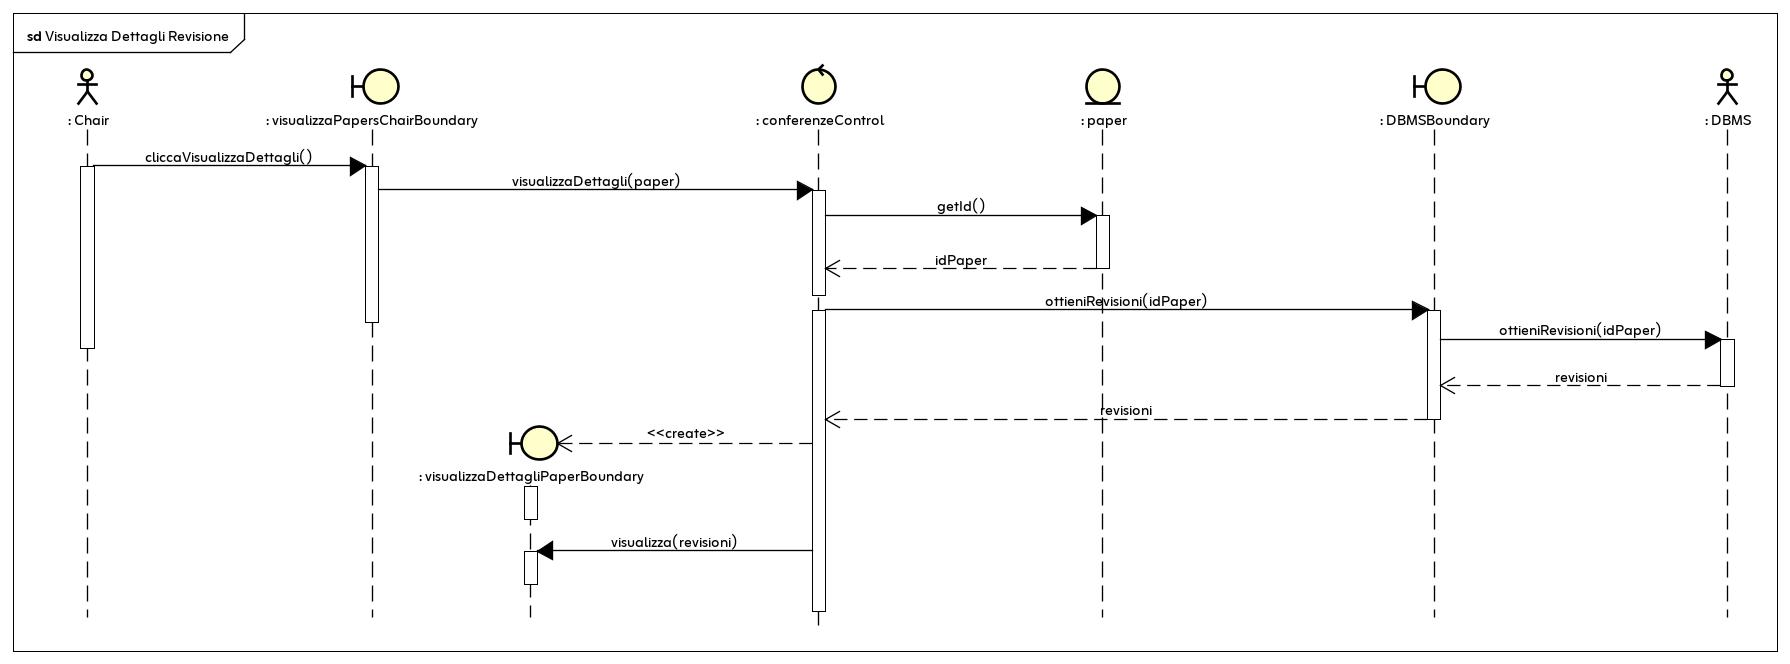 sd Visualizza Dettagli Revisione
: Chair
: visualizzaPapersChairBoundary
: conferenzeControl
: paper
: DBMSBoundary
: DBMS
cliccaVisualizzaDettagli()
visualizzaDettagli(paper)
getId()
idPaper
ottieniRevisioni(idPaper)
ottieniRevisioni(idPaper)
revisioni
revisioni
<<create>>
: visualizzaDettagliPaperBoundary
visualizza(revisioni)